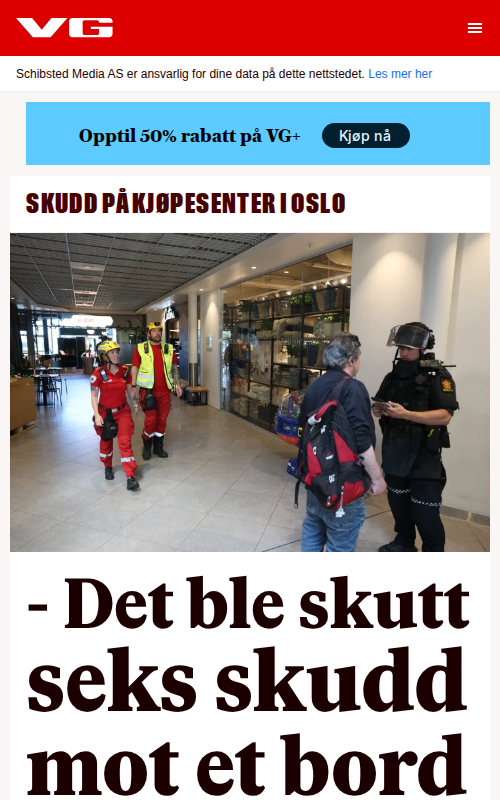 VG
Schibsted Media AS er ansvarlig for dine data på dette nettstedet. Les mer her
Opptil 50% rabatt på VG+ Kjøp nå
SKUDD PÅ KJØPESENTER I OSLO
- Det ble skutt
seks skudd
mot et bord